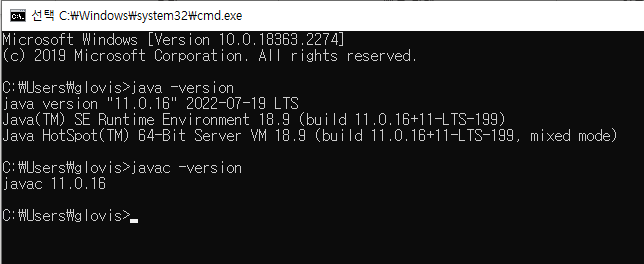 선택 C:₩Windows₩system32₩cmd.exe
Microsoft Windows [Version 10.0.18363.2274]
(c) 2019 Microsoft Corporation. All rights reserved.
C:₩Users₩glovis>java -version
java version "11.0.16" 2022-07-19 LTS
Java(TM) SE Runtime Environment 18.9 (build 11.0.16+11-LTS-199)
Java HotSpot(TM) 64-Bit Server VM 18.9 (build 11.0.16+11-LTS-199, mixed mode)
C:₩Users₩glovis>javac -version
javac 11.0.16
C:₩Users₩glovis>